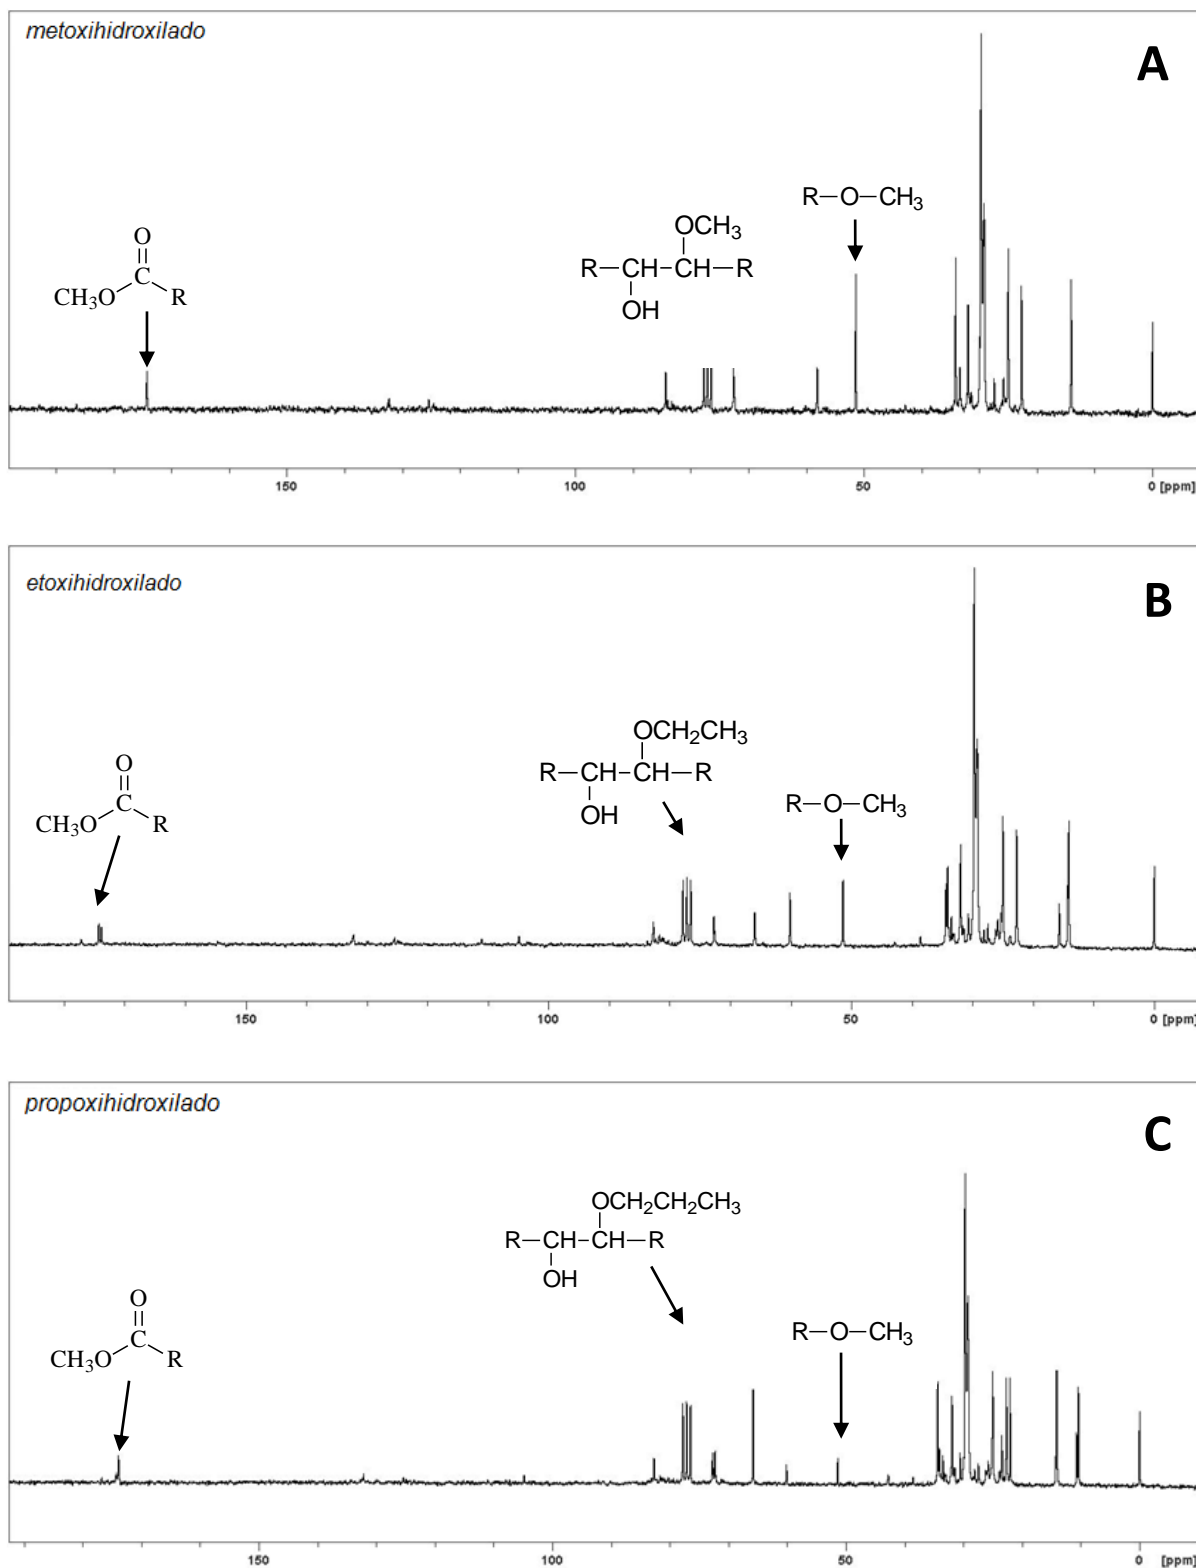 metoxihidroxilado
A
R–O–CH3
OCH3
O
R–CH–CH–R
C
CH3O R
OH
150 100 50 0 [ppm]
etoxihidroxilado
B
OCH2CH3
O
R–CH–CH–R
C
R–O–CH3
OH
CH3O R
150 100 50 0 [ppm]
propoxihidroxilado
C
OCH2CH2CH3
R–CH–CH–R
OH
O
R–O–CH3
C
CH3O R
150 100 50 0 [ppm]